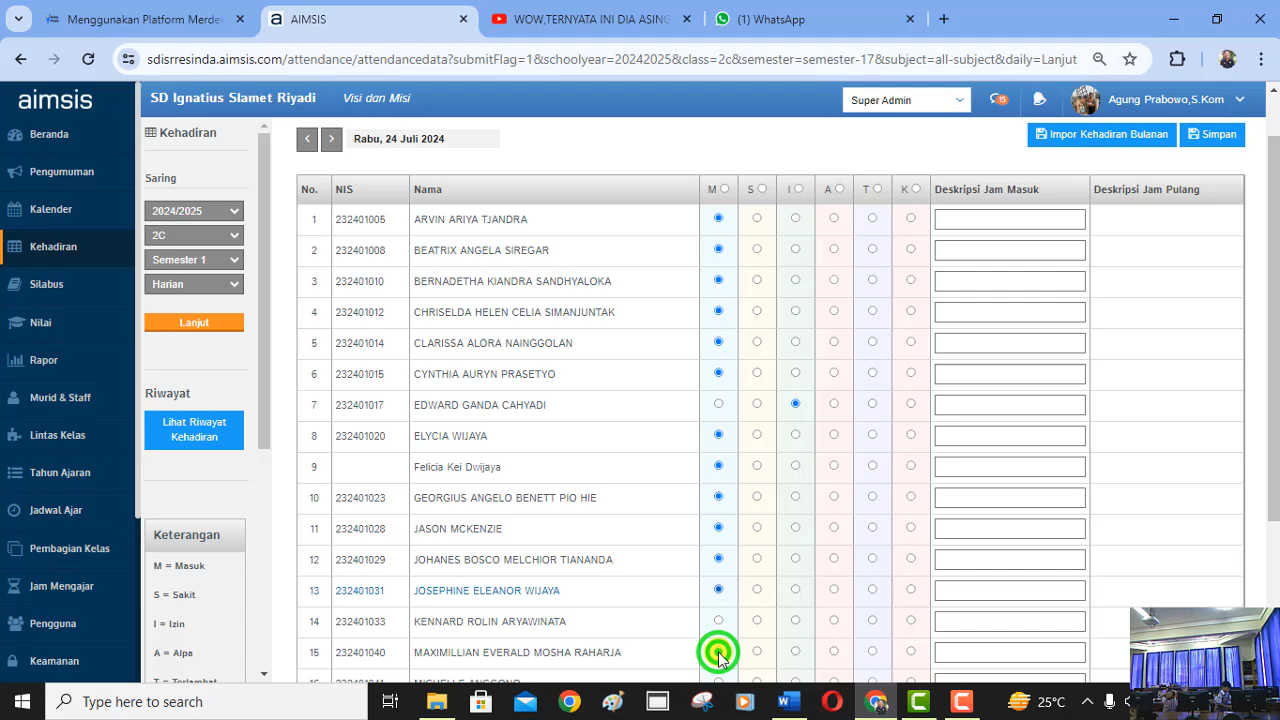 Menggunakan Platform Merde
AIMSIS
WOW,TERNYATA INI DIA ASING
(1) WhatsApp
sdisrresinda.aimsis.com/attendance/attendancedata?submitFlag=1&schoolyear=20242025&class=2c&semester=semester-17&subject=all-subject&daily=Lanjut
aimsis
SD Ignatius Slamet Riyadi
Visi dan Misi
Super Admin
15
Agung Prabowo,S.Kom
Beranda
Pengumuman
Kalender
Kehadiran
Silabus
Nilai
Rapor
Murid & Staff
Lintas Kelas
Tahun Ajaran
Jadwal Ajar
Pembagian Kelas
Jam Mengajar
Pengguna
Keamanan
Kehadiran
Saring
2024/2025
2C
Semester 1
Harian
Lanjut
Riwayat
Lihat Riwayat
Kehadiran
Keterangan
M = Masuk
S = Sakit
I = Izin
A = Alpa
T = Terlambat
Rabu, 24 Juli 2024
Impor Kehadiran Bulanan
Simpan
No. NIS Nama M S I A T K Deskripsi Jam Masuk Deskripsi Jam Pulang
1 232401005 ARVIN ARIYA TJANDRA
2 232401008 BEATRIX ANGELA SIREGAR
3 232401010 BERNADETHA KIANDRA SANDHYALOKA
4 232401012 CHRISELDA HELEN CELIA SIMANJUNTAK
5 232401014 CLARISSA ALORA NAINGGOLAN
6 232401015 CYNTHIA AURYN PRASETYO
7 232401017 EDWARD GANDA CAHYADI
8 232401020 ELYCIA WIJAYA
9 Felicia Kei Dwijaya
10 232401023 GEORGIUS ANGELO BENETT PIO HIE
11 232401028 JASON MCKENZIE
12 232401029 JOHANES BOSCO MELCHIOR TIANANDA
13 232401031 JOSEPHINE ELEANOR WIJAYA
14 232401033 KENNARD ROLIN ARYAWINATA
15 232401040 MAXIMILLIAN EVERALD MOSHA RAHARJA
Type here to search
25°C